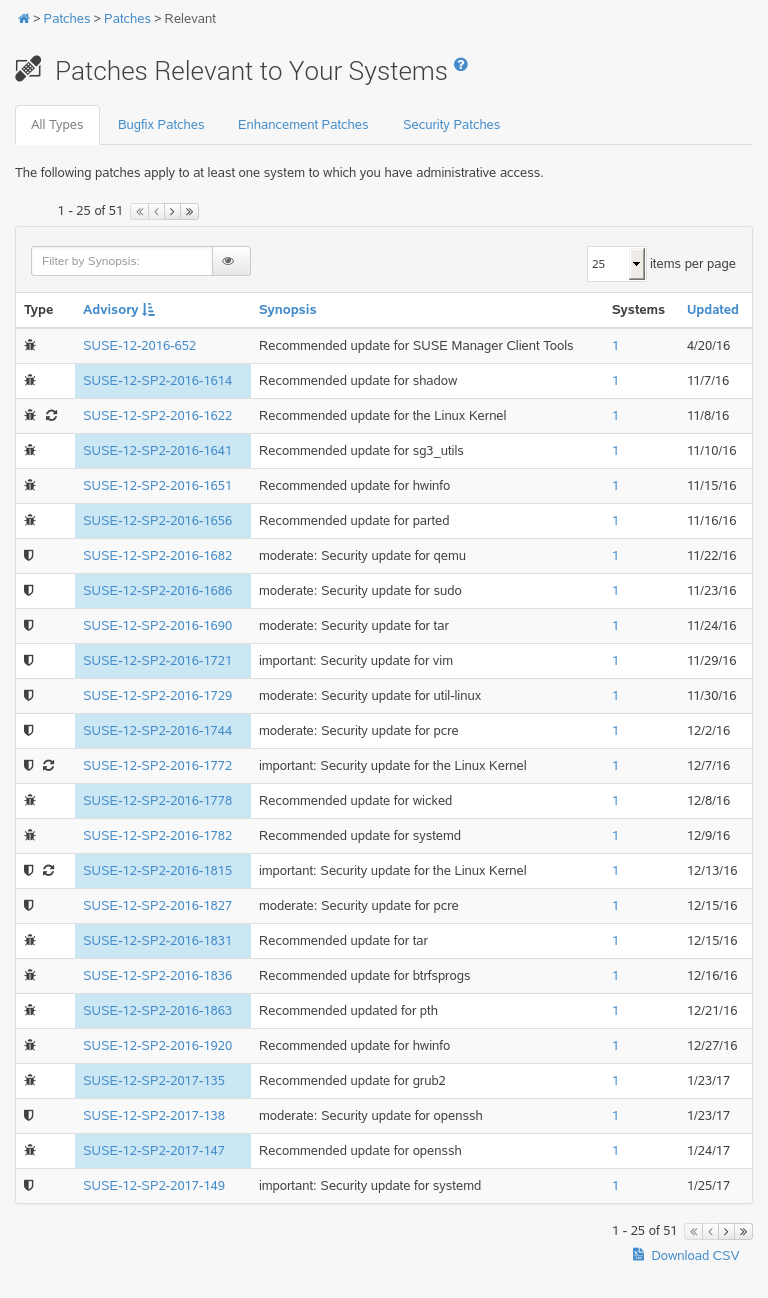 > Patches > Patches > Relevant
Patches Relevant to Your Systems ?
All Types Bugfix Patches Enhancement Patches Security Patches
The following patches apply to at least one system to which you have administrative access.
1 - 25 of 51
Filter by Synopsis: 25 items per page
Type Advisory Synopsis Systems Updated
SUSE-12-2016-652 Recommended update for SUSE Manager Client Tools 1 4/20/16
SUSE-12-SP2-2016-1614 Recommended update for shadow 1 11/7/16
SUSE-12-SP2-2016-1622 Recommended update for the Linux Kernel 1 11/8/16
SUSE-12-SP2-2016-1641 Recommended update for sg3_utils 1 11/10/16
SUSE-12-SP2-2016-1651 Recommended update for hwinfo 1 11/15/16
SUSE-12-SP2-2016-1656 Recommended update for parted 1 11/16/16
SUSE-12-SP2-2016-1682 moderate: Security update for qemu 1 11/22/16
SUSE-12-SP2-2016-1686 moderate: Security update for sudo 1 11/23/16
SUSE-12-SP2-2016-1690 moderate: Security update for tar 1 11/24/16
SUSE-12-SP2-2016-1721 important: Security update for vim 1 11/29/16
SUSE-12-SP2-2016-1729 moderate: Security update for util-linux 1 11/30/16
SUSE-12-SP2-2016-1744 moderate: Security update for pcre 1 12/2/16
SUSE-12-SP2-2016-1772 important: Security update for the Linux Kernel 1 12/7/16
SUSE-12-SP2-2016-1778 Recommended update for wicked 1 12/8/16
SUSE-12-SP2-2016-1782 Recommended update for systemd 1 12/9/16
SUSE-12-SP2-2016-1815 important: Security update for the Linux Kernel 1 12/13/16
SUSE-12-SP2-2016-1827 moderate: Security update for pcre 1 12/15/16
SUSE-12-SP2-2016-1831 Recommended update for tar 1 12/15/16
SUSE-12-SP2-2016-1836 Recommended update for btrfsprogs 1 12/16/16
SUSE-12-SP2-2016-1863 Recommended updated for pth 1 12/21/16
SUSE-12-SP2-2016-1920 Recommended update for hwinfo 1 12/27/16
SUSE-12-SP2-2017-135 Recommended update for grub2 1 1/23/17
SUSE-12-SP2-2017-138 moderate: Security update for openssh 1 1/23/17
SUSE-12-SP2-2017-147 Recommended update for openssh 1 1/24/17
SUSE-12-SP2-2017-149 important: Security update for systemd 1 1/25/17
1 - 25 of 51
Download CSV